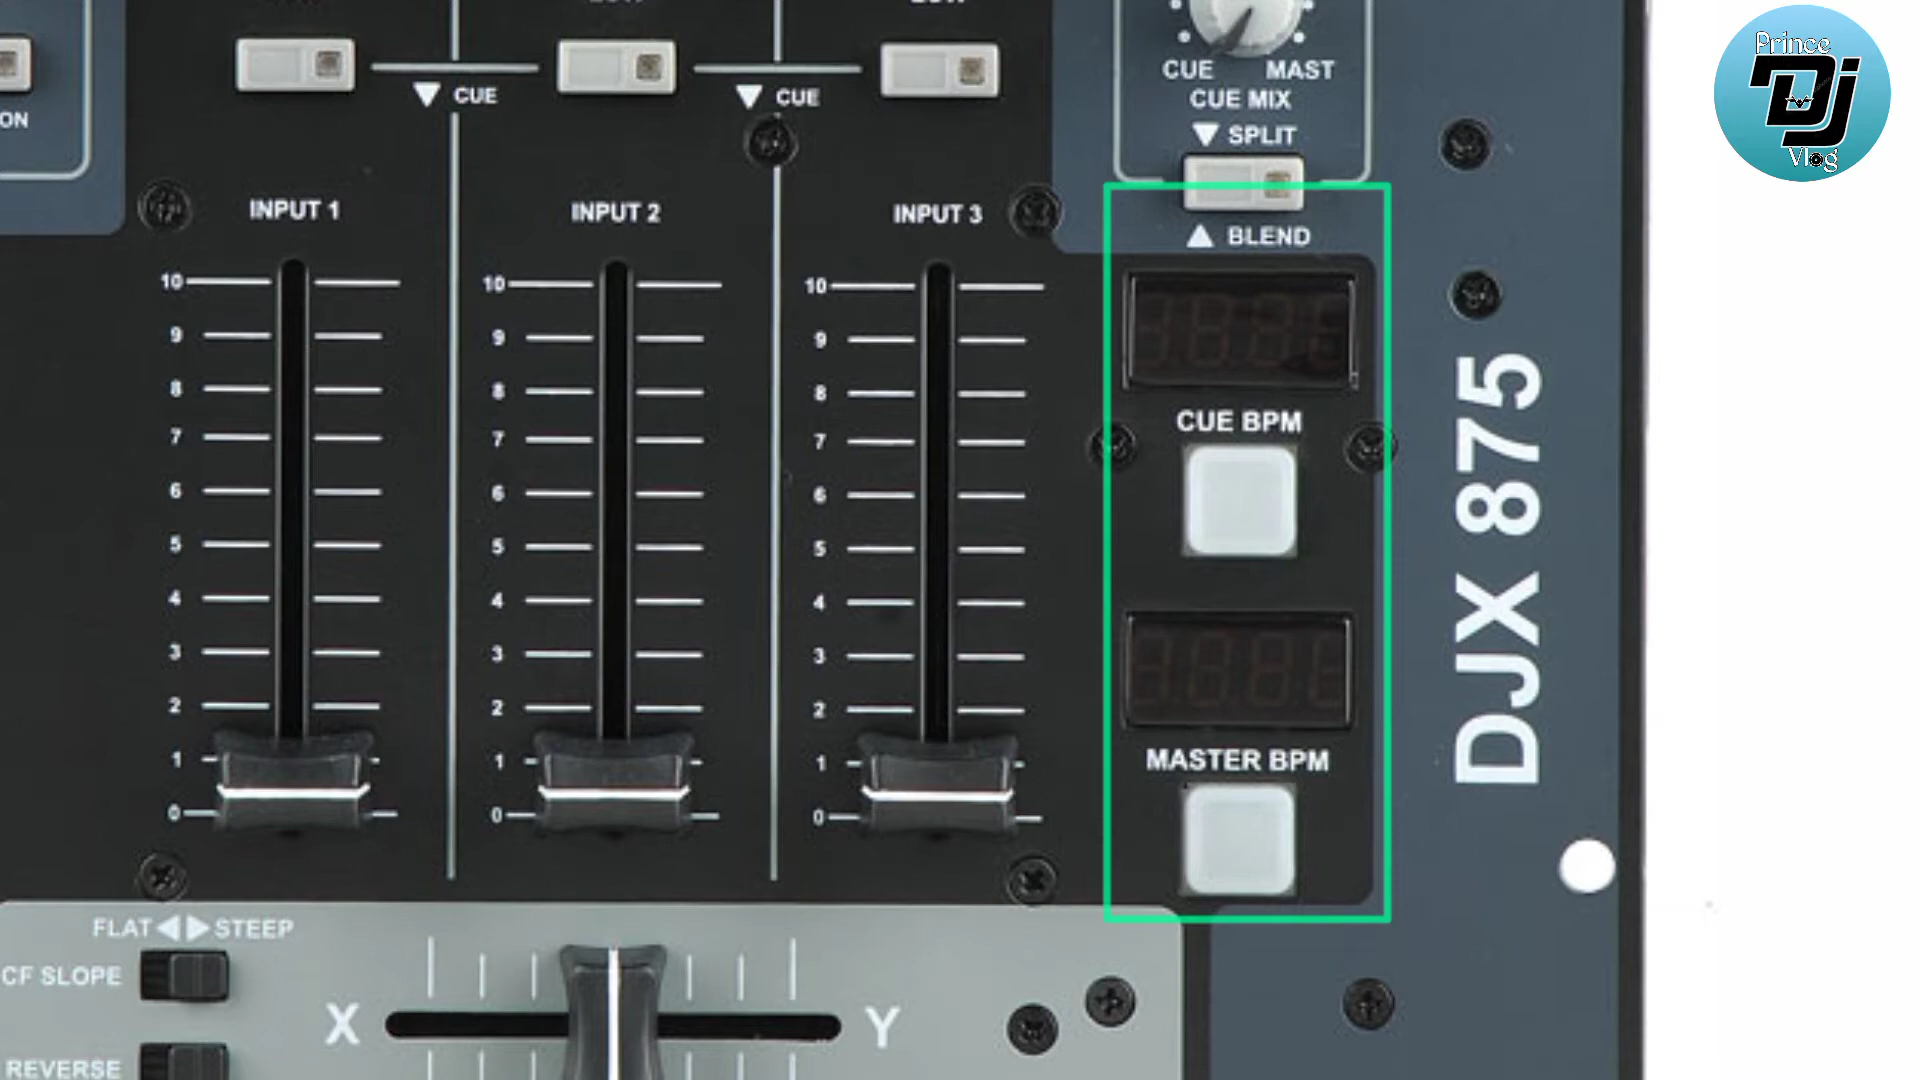 CUE MAST
CUE MIX
▼ SPLIT
▲ BLEND
ON
▼ CUE
▼ CUE
INPUT 1
INPUT 2
INPUT 3
10
9
8
7
6
5
4
3
2
1
0
10
9
8
7
6
5
4
3
2
1
0
10
9
8
7
6
5
4
3
2
1
0
CUE BPM
MASTER BPM
DJX 875
FLAT ◀ ▶ STEEP
CF SLOPE
REVERSE
X Y
Prince
DJ
Vlog